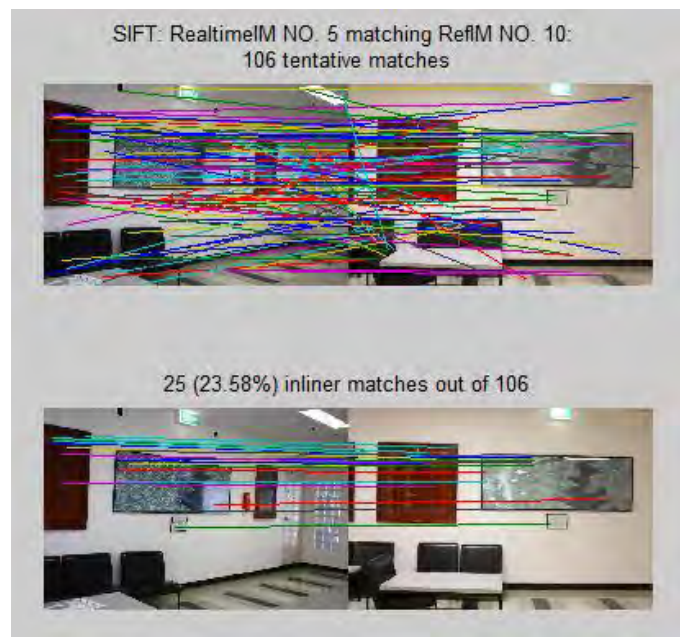 SIFT: RealtimeIM NO. 5 matching RefIM NO. 10:
106 tentative matches
25 (23.58%) inliner matches out of 106